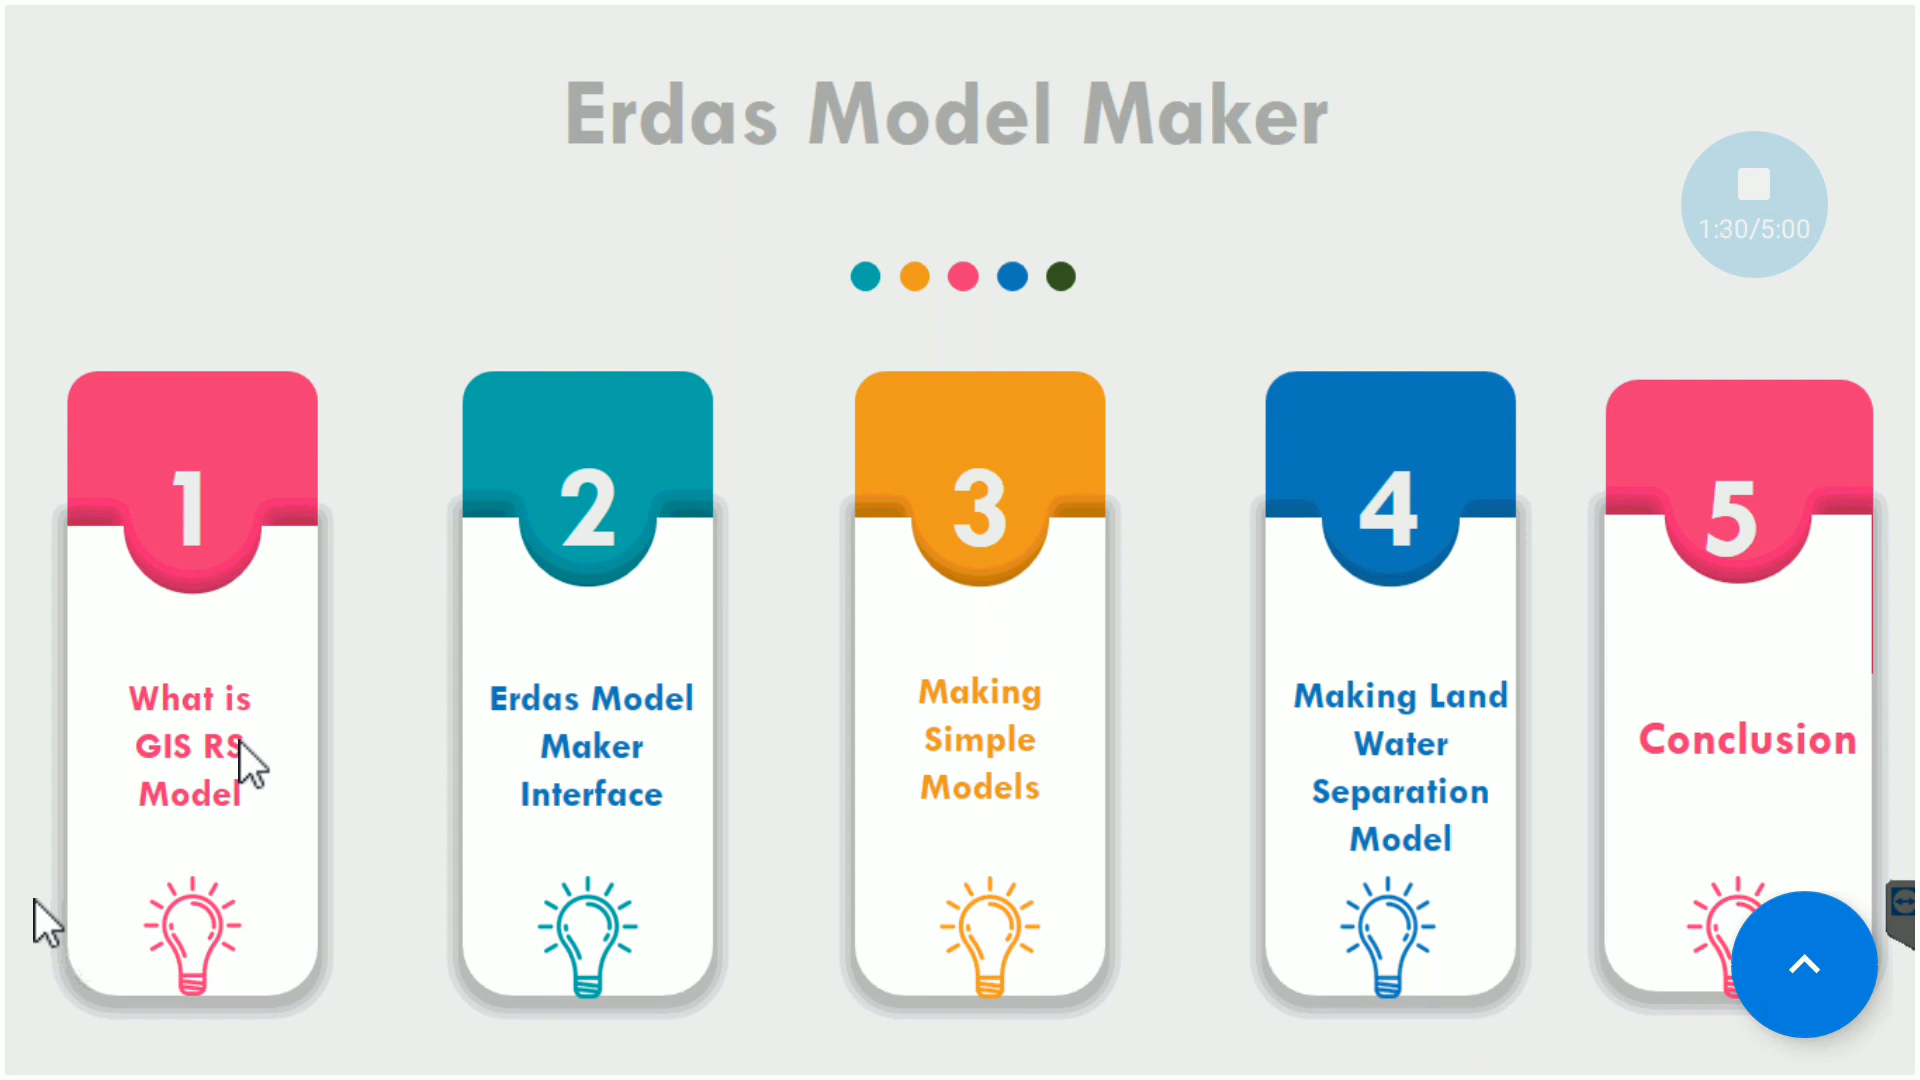 Erdas Model Maker
1:30/5:00
1
2
3
4
5
What is
GIS RS
Model
Erdas Model
Maker
Interface
Making
Simple
Models
Making Land
Water
Separation
Model
Conclusion